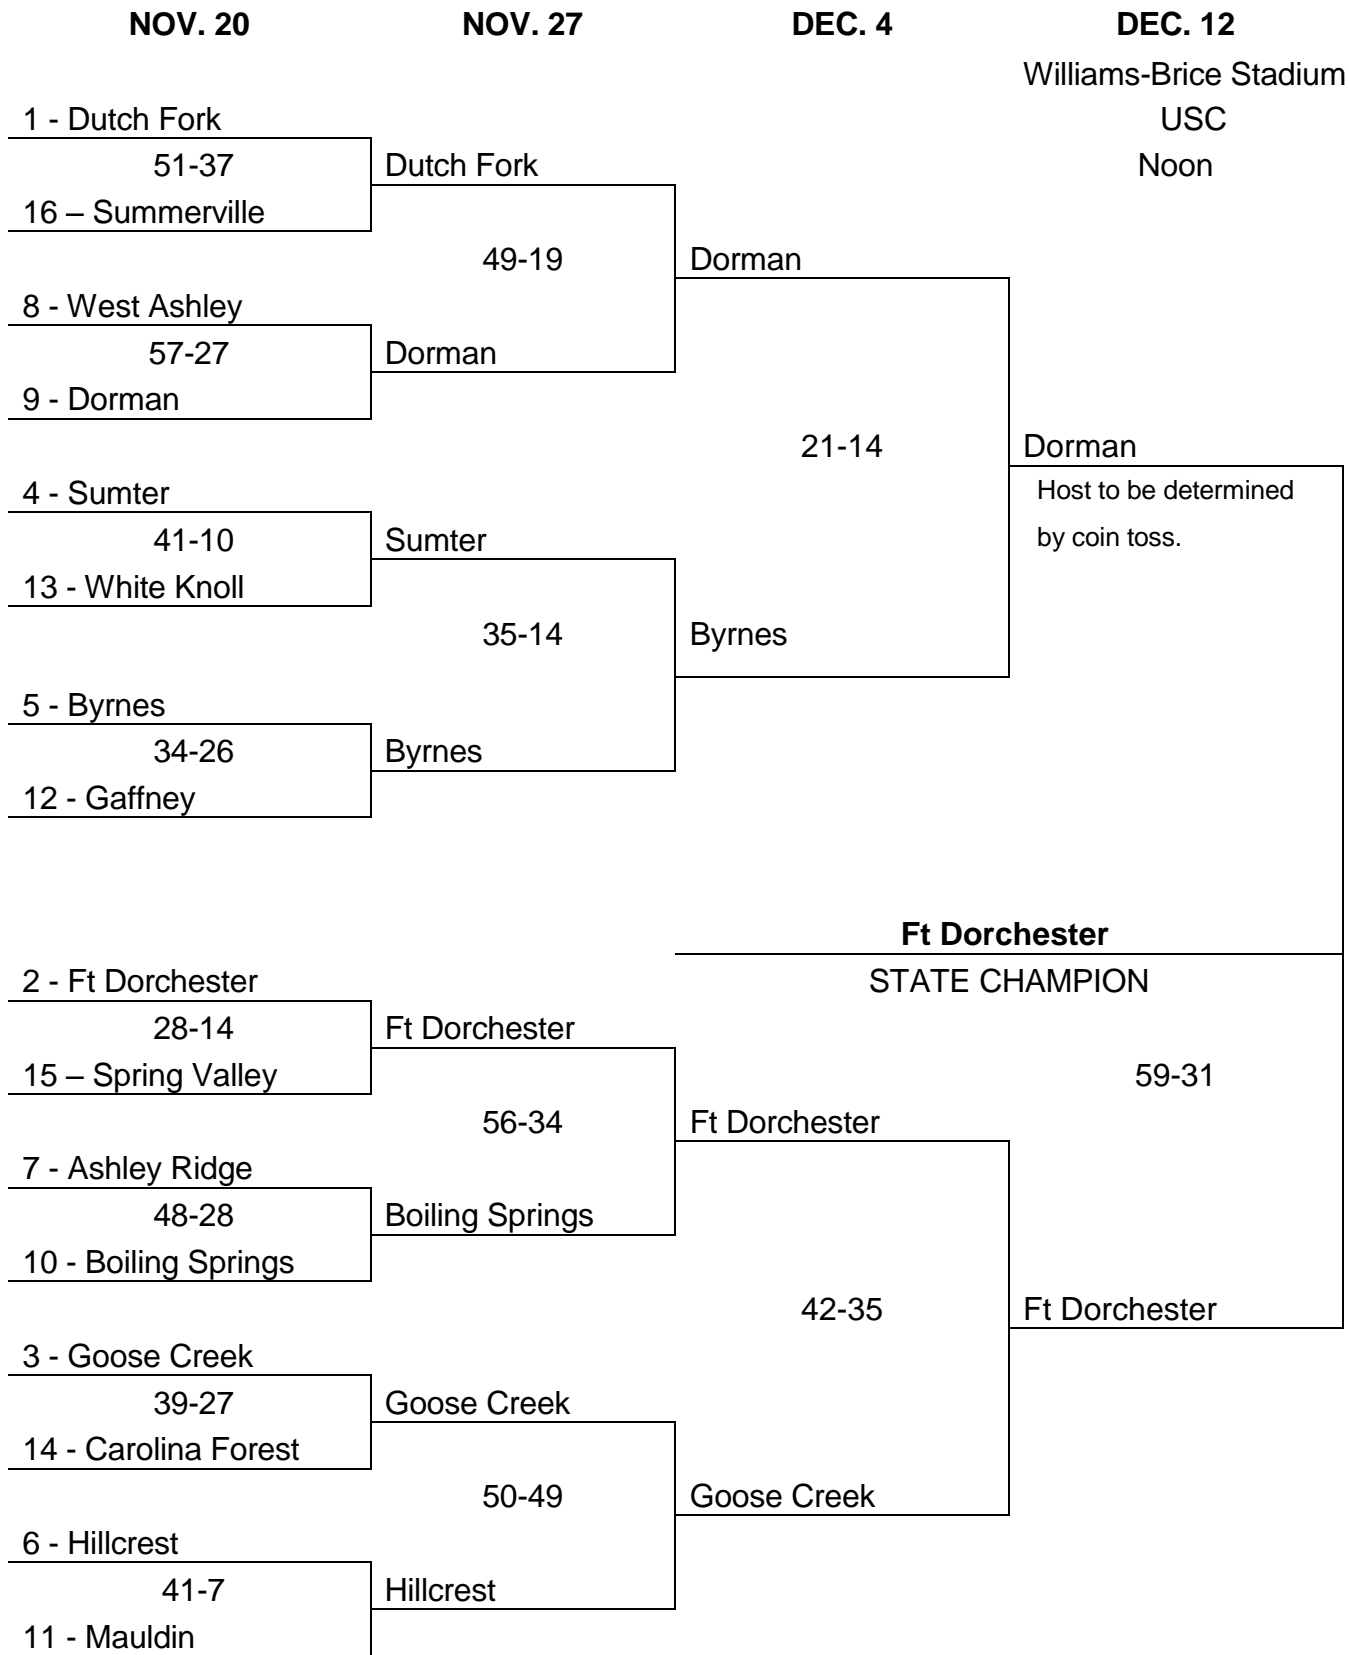 NOV. 20 NOV. 27 DEC. 4 DEC. 12
Williams-Brice Stadium
1 - Dutch Fork USC
51-37 Dutch Fork Noon
16 – Summerville
49-19 Dorman
8 - West Ashley
57-27 Dorman
9 - Dorman
21-14 Dorman
4 - Sumter Host to be determined
41-10 Sumter by coin toss.
13 - White Knoll
35-14 Byrnes
5 - Byrnes
34-26 Byrnes
12 - Gaffney
Ft Dorchester
2 - Ft Dorchester STATE CHAMPION
28-14 Ft Dorchester
15 – Spring Valley 59-31
56-34 Ft Dorchester
7 - Ashley Ridge
48-28 Boiling Springs
10 - Boiling Springs
42-35 Ft Dorchester
3 - Goose Creek
39-27 Goose Creek
14 - Carolina Forest
50-49 Goose Creek
6 - Hillcrest
41-7 Hillcrest
11 - Mauldin